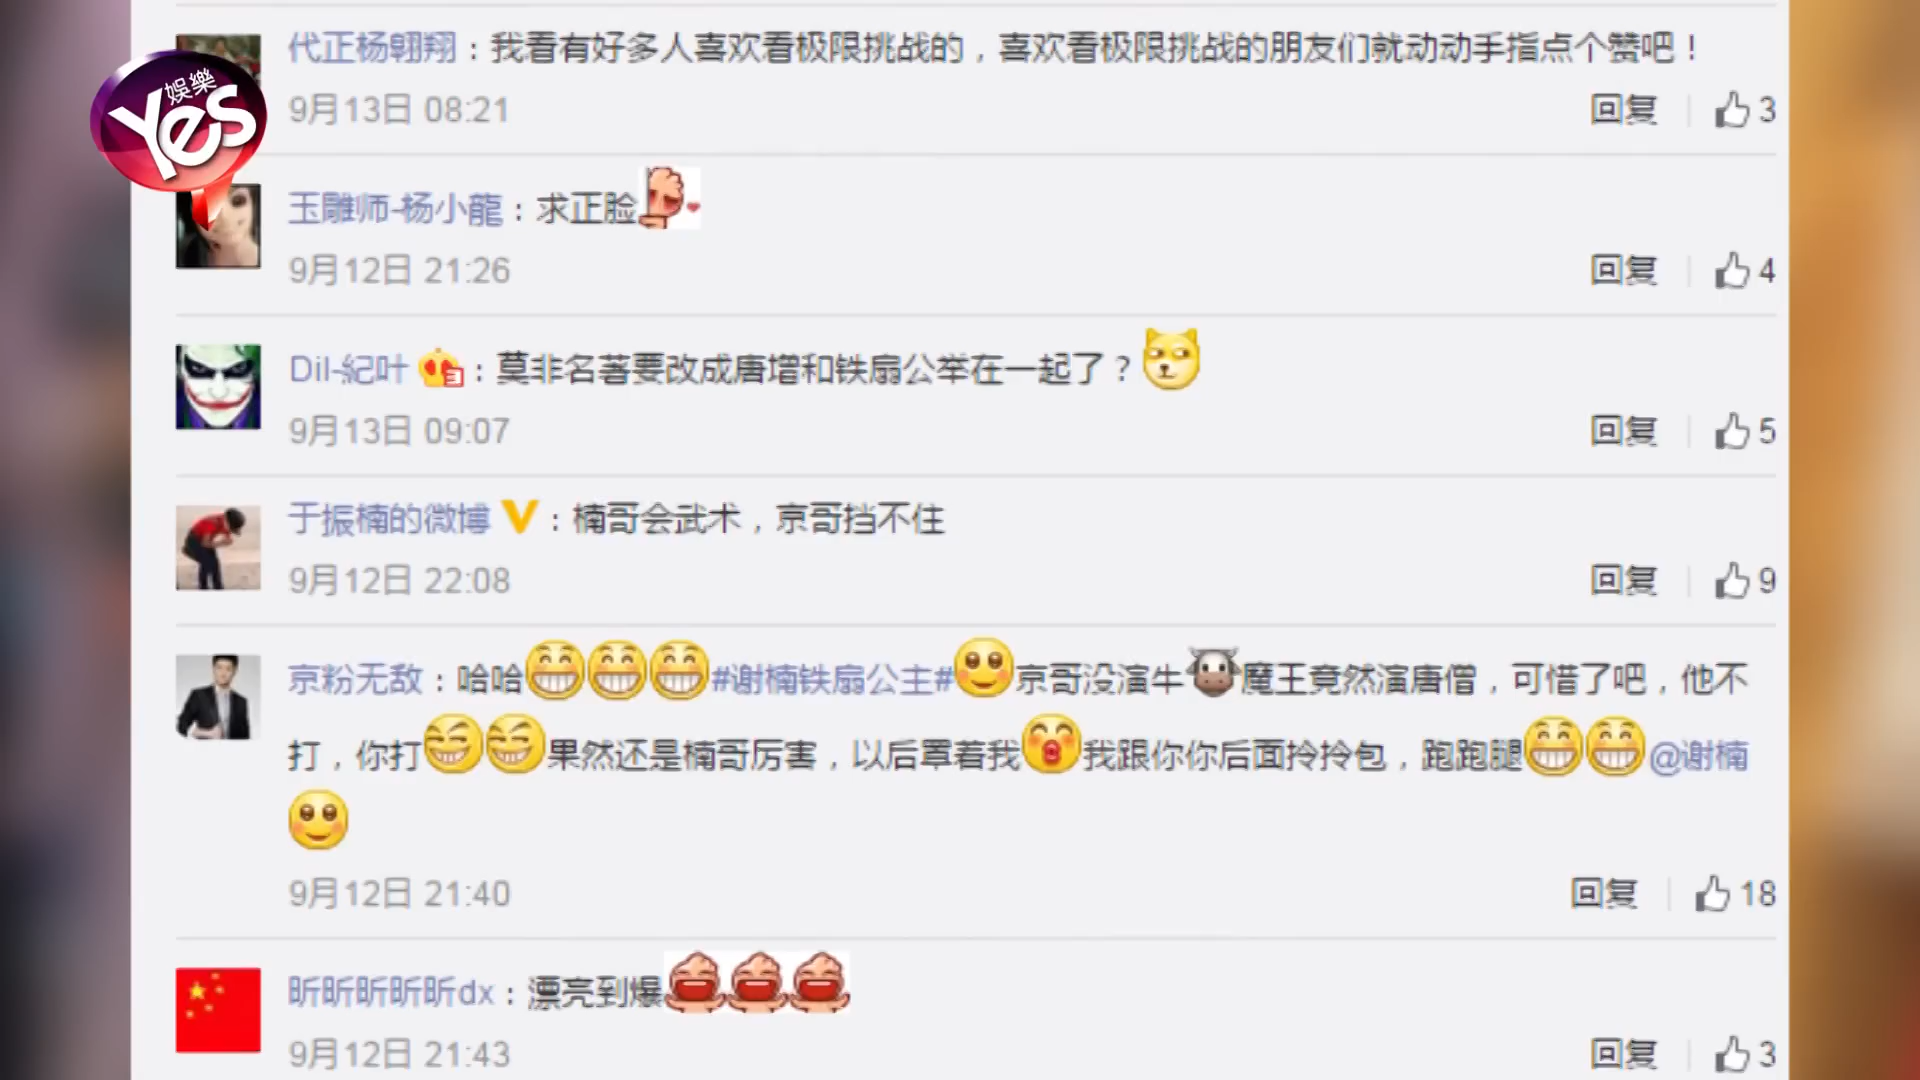 代正杨翱翔：我看有好多人喜欢看极限挑战的，喜欢看极限挑战的朋友们就动动手指点个赞吧！
9月13日 08:21 回复 3
娛樂
Yes
玉雕师-杨小龍：求正脸
9月12日 21:26 回复 4
Dil-紀叶：莫非名著要改成唐增和铁扇公举在一起了？
9月13日 09:07 回复 5
于振楠的微博 V：楠哥会武术，京哥挡不住
9月12日 22:08 回复 9
京粉无敌：哈哈#谢楠铁扇公主#京哥没演牛魔王竟然演唐僧，可惜了吧，他不
打，你打果然还是楠哥厉害，以后罩着我我跟你你后面拎拎包，跑跑腿@谢楠
9月12日 21:40 回复 18
昕昕昕昕昕dx：漂亮到爆
9月12日 21:43 回复 3